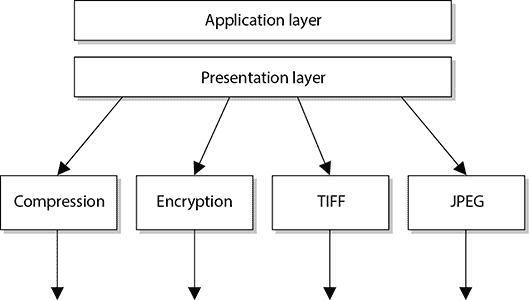 Application layer
Presentation layer
Compression
Encryption
TIFF
JPEG